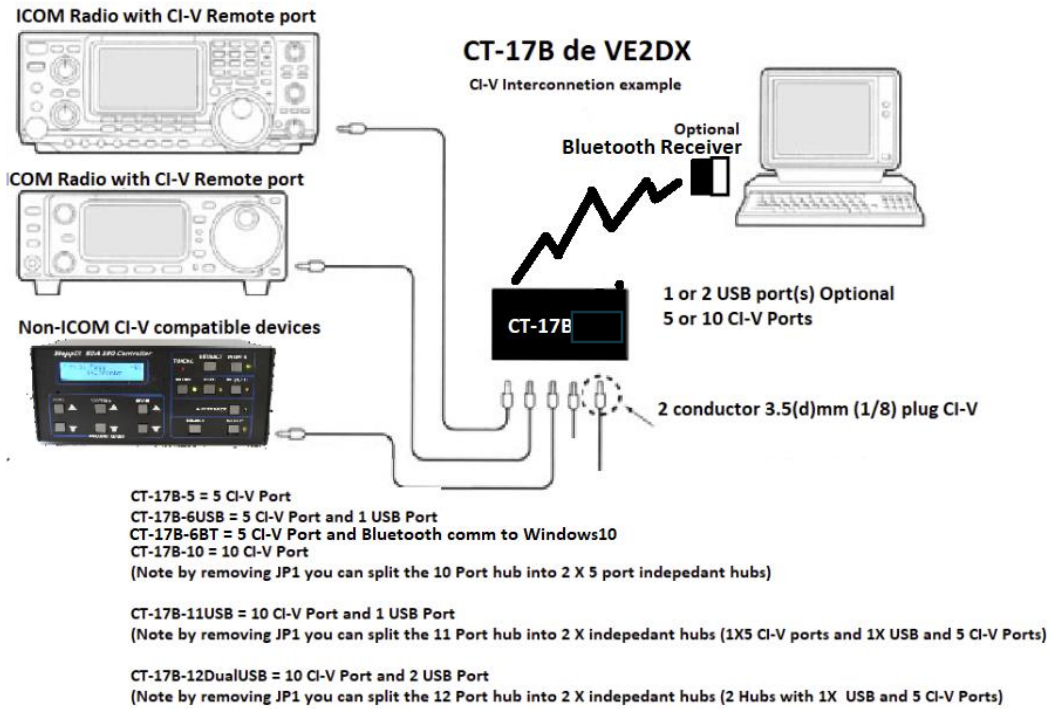 ICOM Radio with CI-V Remote port
CT-17B de VE2DX
CI-V Interconnetion example
Optional
Bluetooth Receiver
ICOM Radio with CI-V Remote port
1 or 2 USB port(s) Optional
5 or 10 CI-V Ports
CT-17B
Non-ICOM CI-V compatible devices
SteppIR SDA 100 Controller
2 conductor 3.5(d)mm (1/8) plug CI-V
CT-17B-5 = 5 CI-V Port
CT-17B-6USB = 5 CI-V Port and 1 USB Port
CT-17B-6BT = 5 CI-V Port and Bluetooth comm to Windows10
CT-17B-10 = 10 CI-V Port
(Note by removing JP1 you can split the 10 Port hub into 2 X 5 port indepedant hubs)
CT-17B-11USB = 10 CI-V Port and 1 USB Port
(Note by removing JP1 you can split the 11 Port hub into 2 X indepedant hubs (1X5 CI-V ports and 1X USB and 5 CI-V Ports)
CT-17B-12DualUSB = 10 CI-V Port and 2 USB Port
(Note by removing JP1 you can split the 12 Port hub into 2 X indepedant hubs (2 Hubs with 1X USB and 5 CI-V Ports)